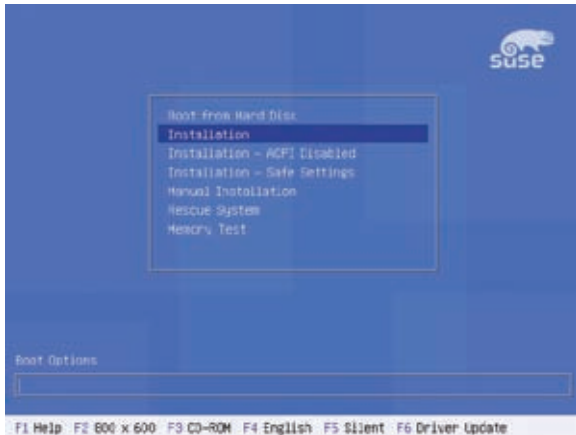 suse
Boot from Hard Disc
Installation
Installation - ACPI Disabled
Installation - Safe Settings
Manual Installation
Rescue System
Memory Test
Boot Options
F1 Help F2 800 x 600 F3 CD-ROM F4 English F5 Silent F6 Driver Update